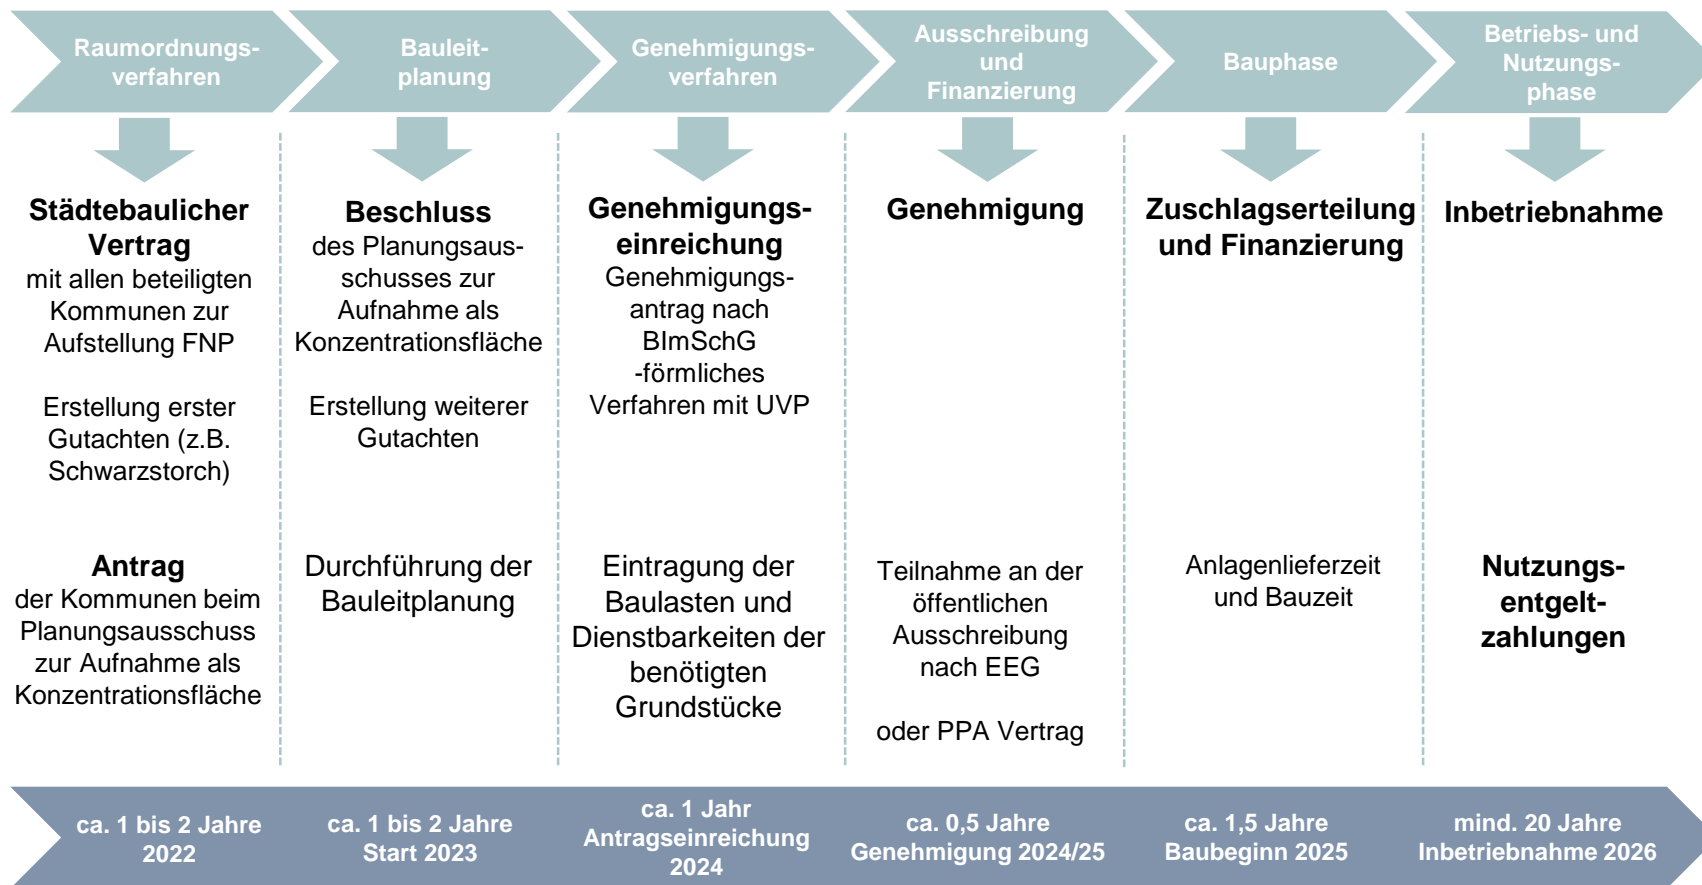 Raumordnungs-
verfahren
Bauleit-
planung
Genehmigungs-
verfahren
Ausschreibung
und
Finanzierung
Bauphase
Betriebs- und
Nutzungs-
phase
Städtebaulicher
Vertrag
mit allen beteiligten
Kommunen zur
Aufstellung FNP
Erstellung erster
Gutachten (z.B.
Schwarzstorch)
Antrag
der Kommunen beim
Planungsausschuss
zur Aufnahme als
Konzentrationsfläche
Beschluss
des Planungsaus-
schusses zur
Aufnahme als
Konzentrationsfläche
Erstellung weiterer
Gutachten
Durchführung der
Bauleitplanung
Genehmigungs-
einreichung
Genehmigungs-
antrag nach
BImSchG
-förmliches
Verfahren mit UVP
Eintragung der
Baulasten und
Dienstbarkeiten der
benötigten
Grundstücke
Genehmigung
Teilnahme an der
öffentlichen
Ausschreibung
nach EEG
oder PPA Vertrag
Zuschlagserteilung
und Finanzierung
Anlagenlieferzeit
und Bauzeit
Inbetriebnahme
Nutzungs-
entgelt-
zahlungen
ca. 1 bis 2 Jahre
2022
ca. 1 bis 2 Jahre
Start 2023
ca. 1 Jahr
Antragseinreichung
2024
ca. 0,5 Jahre
Genehmigung 2024/25
ca. 1,5 Jahre
Baubeginn 2025
mind. 20 Jahre
Inbetriebnahme 2026